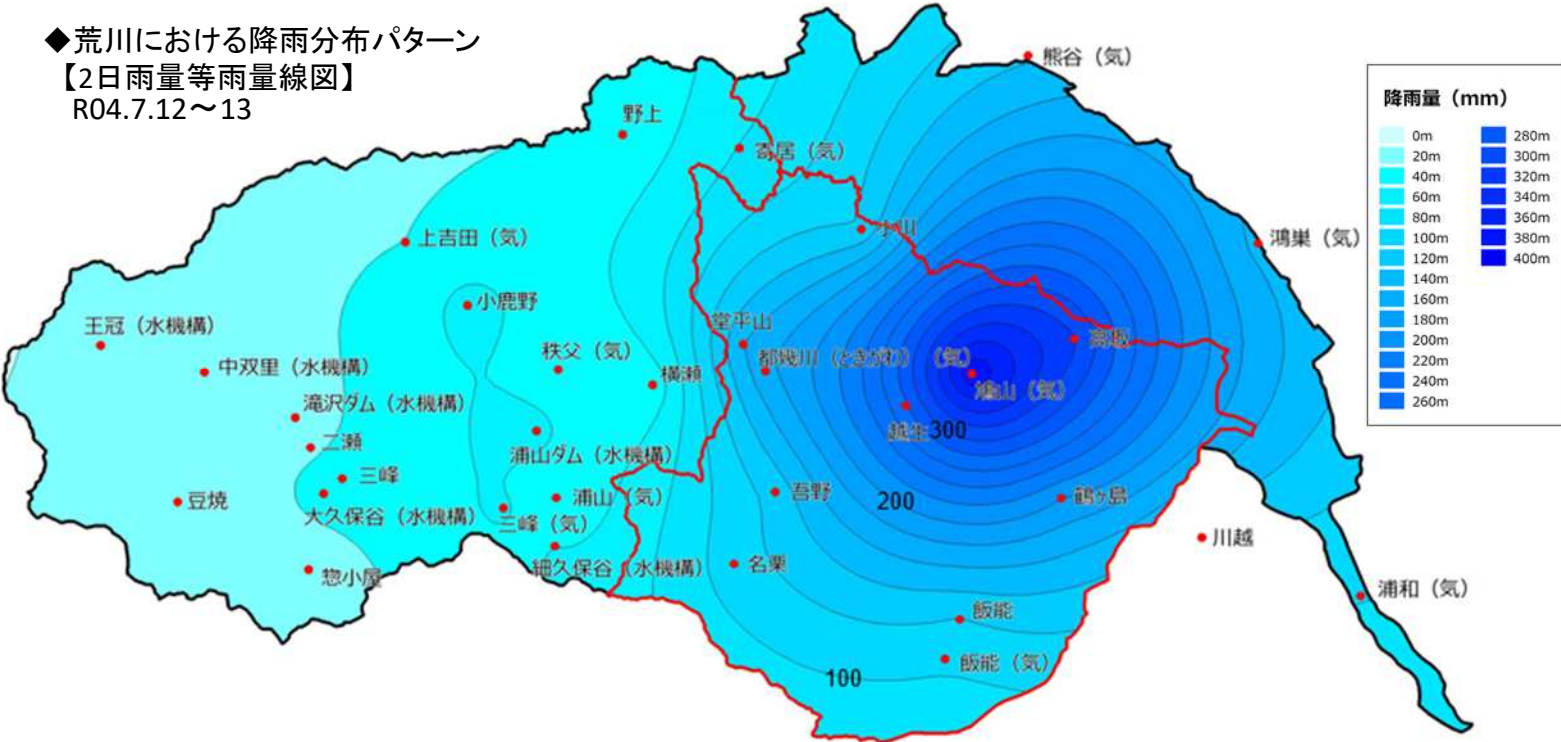 ◆荒川における降雨分布パターン
【2日雨量等雨量線図】
R04.7.12～13
熊谷（気）
野上
寄居（気）
小川
鴻巣（気）
上吉田（気）
小鹿野
王冠（水機構）
中双里（水機構）
秩父（気）
横瀬
堂平山
都幾川（ときがわ）（気）
高坂
鳩山（気）
滝沢ダム（水機構）
越生
300
二瀬
浦山ダム（水機構）
三峰
豆焼
大久保谷（水機構）
三峰（気）
浦山（気）
吾野
200
鶴ヶ島
川越
惣小屋
細久保谷（水機構）
名栗
浦和（気）
飯能
飯能（気）
100
降雨量（mm）
0m
20m
40m
60m
80m
100m
120m
140m
160m
180m
200m
220m
240m
260m
280m
300m
320m
340m
360m
380m
400m